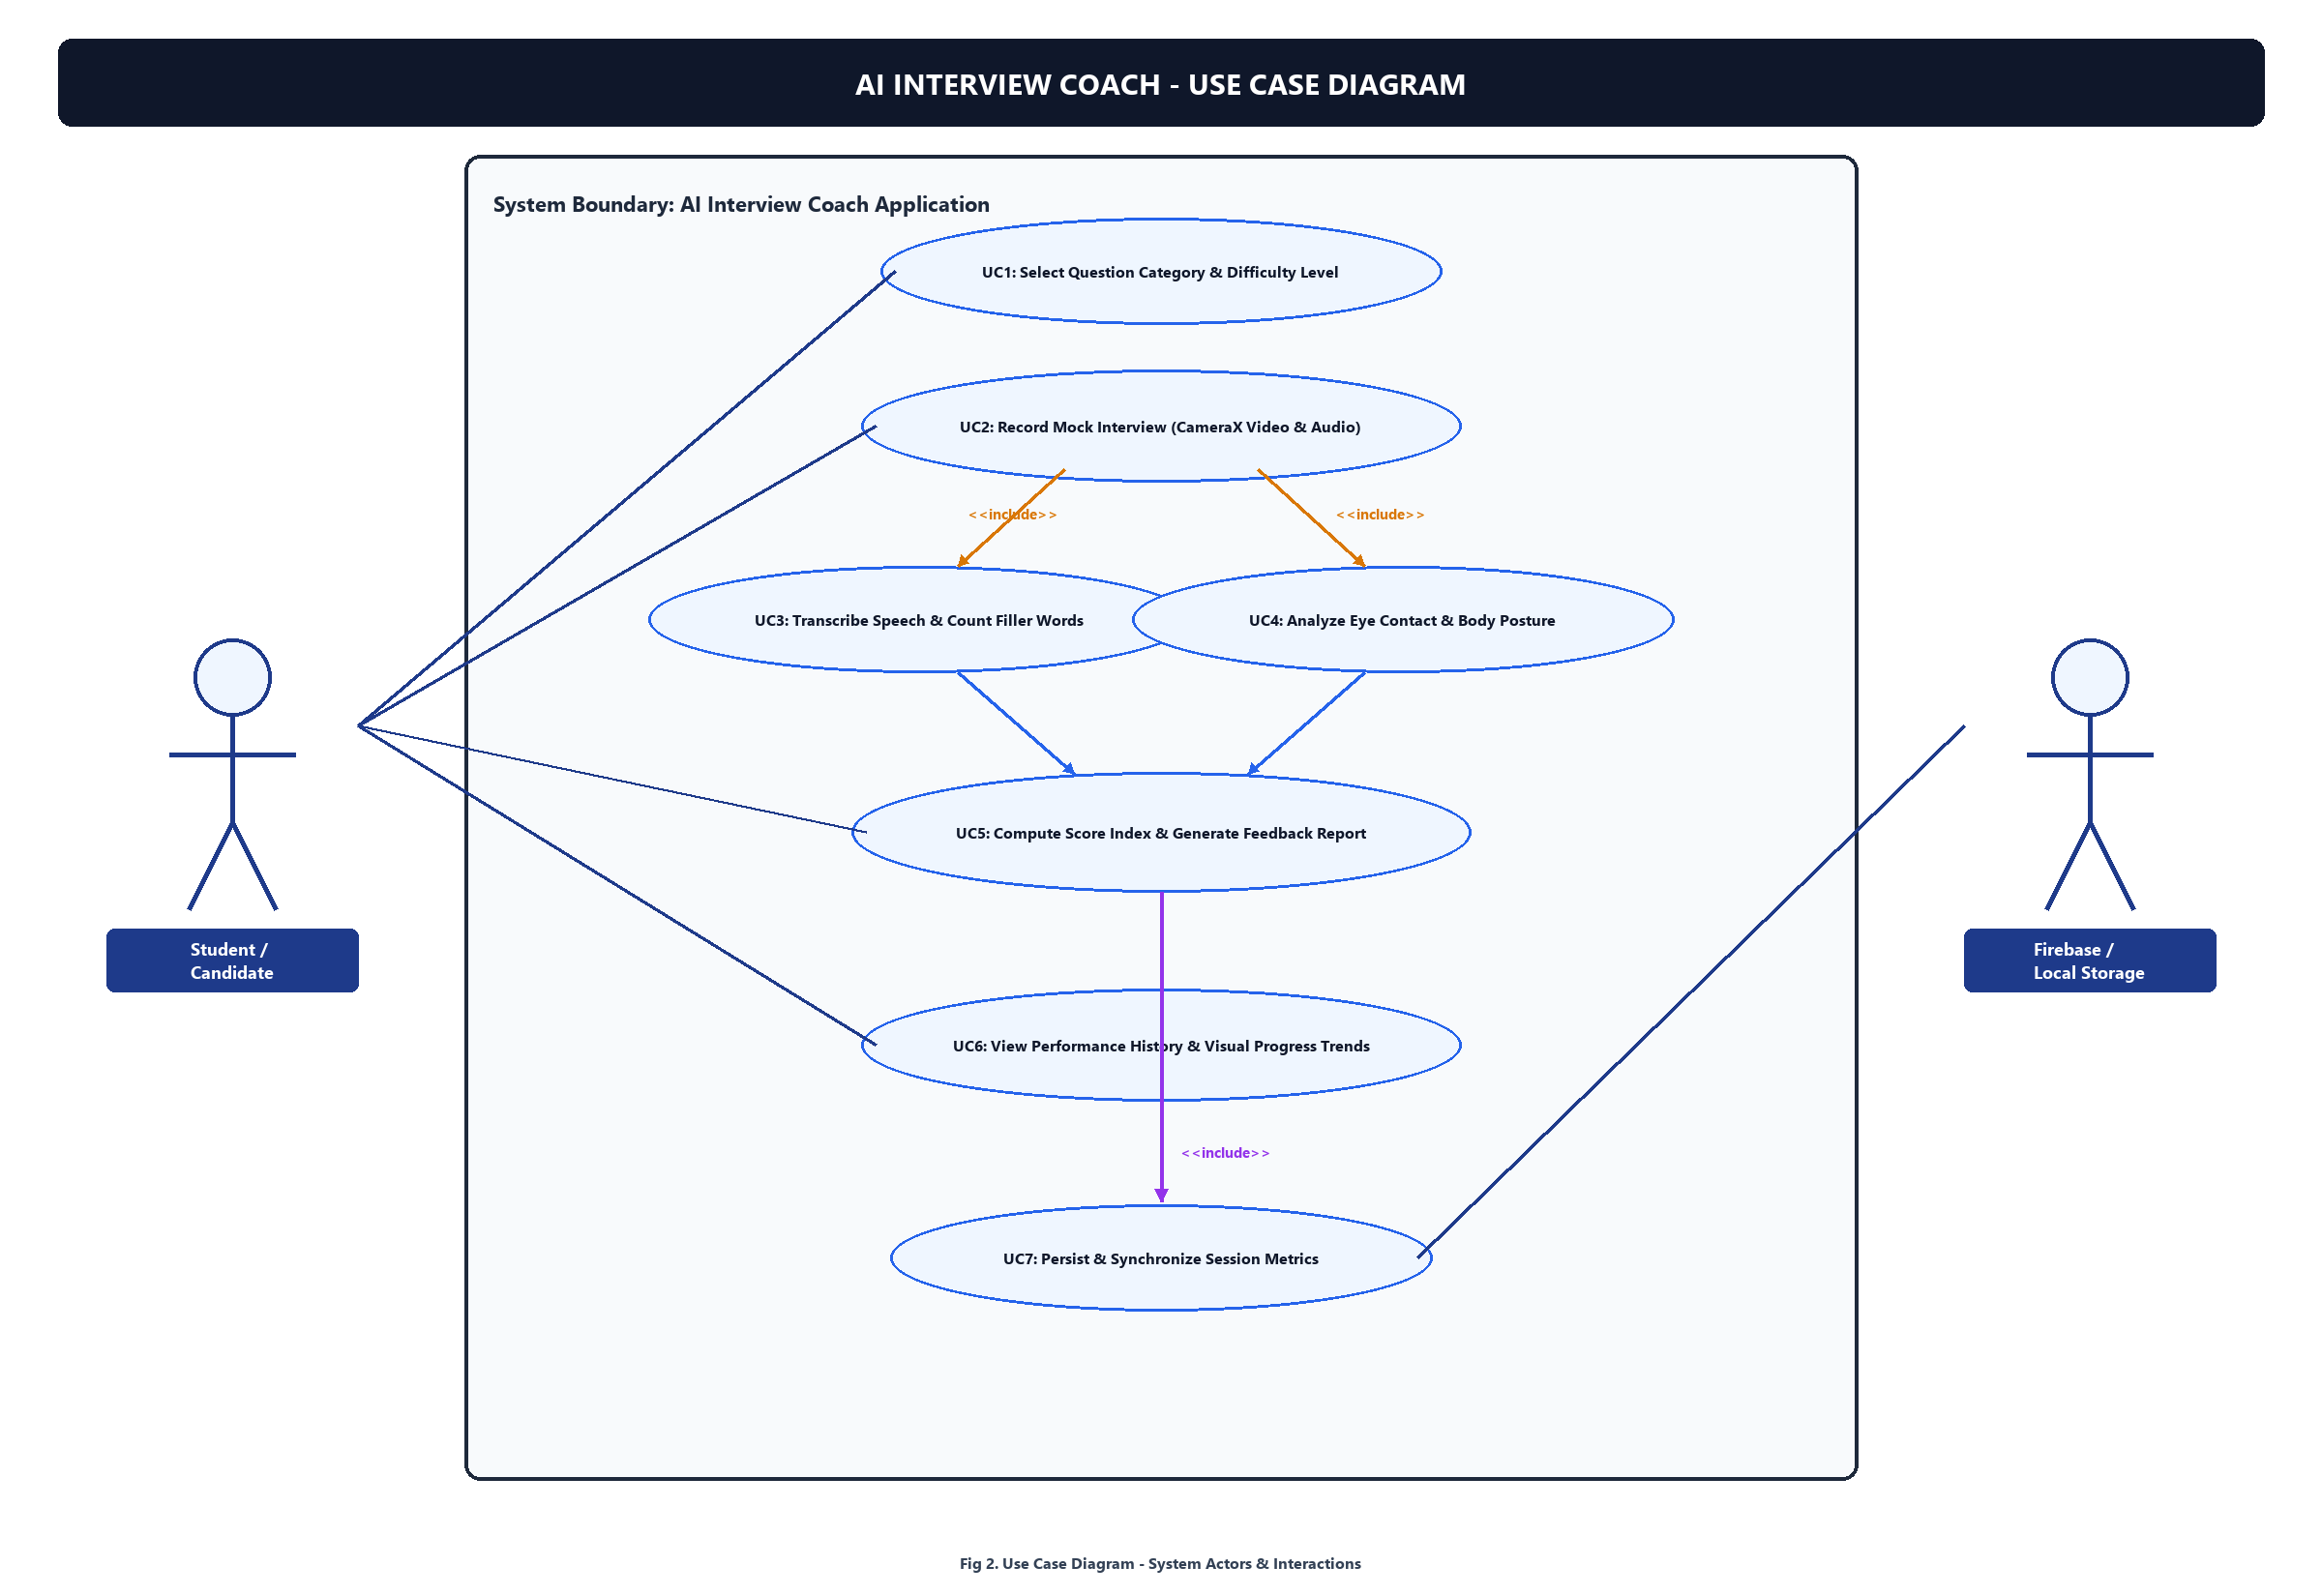 AI INTERVIEW COACH - USE CASE DIAGRAM
System Boundary: AI Interview Coach Application
UC1: Select Question Category & Difficulty Level
UC2: Record Mock Interview (CameraX Video & Audio)
<<include>>
<<include>>
UC3: Transcribe Speech & Count Filler Words
UC4: Analyze Eye Contact & Body Posture
UC5: Compute Score Index & Generate Feedback Report
Student /
Candidate
Firebase /
Local Storage
UC6: View Performance History & Visual Progress Trends
<<include>>
UC7: Persist & Synchronize Session Metrics
Fig 2. Use Case Diagram - System Actors & Interactions